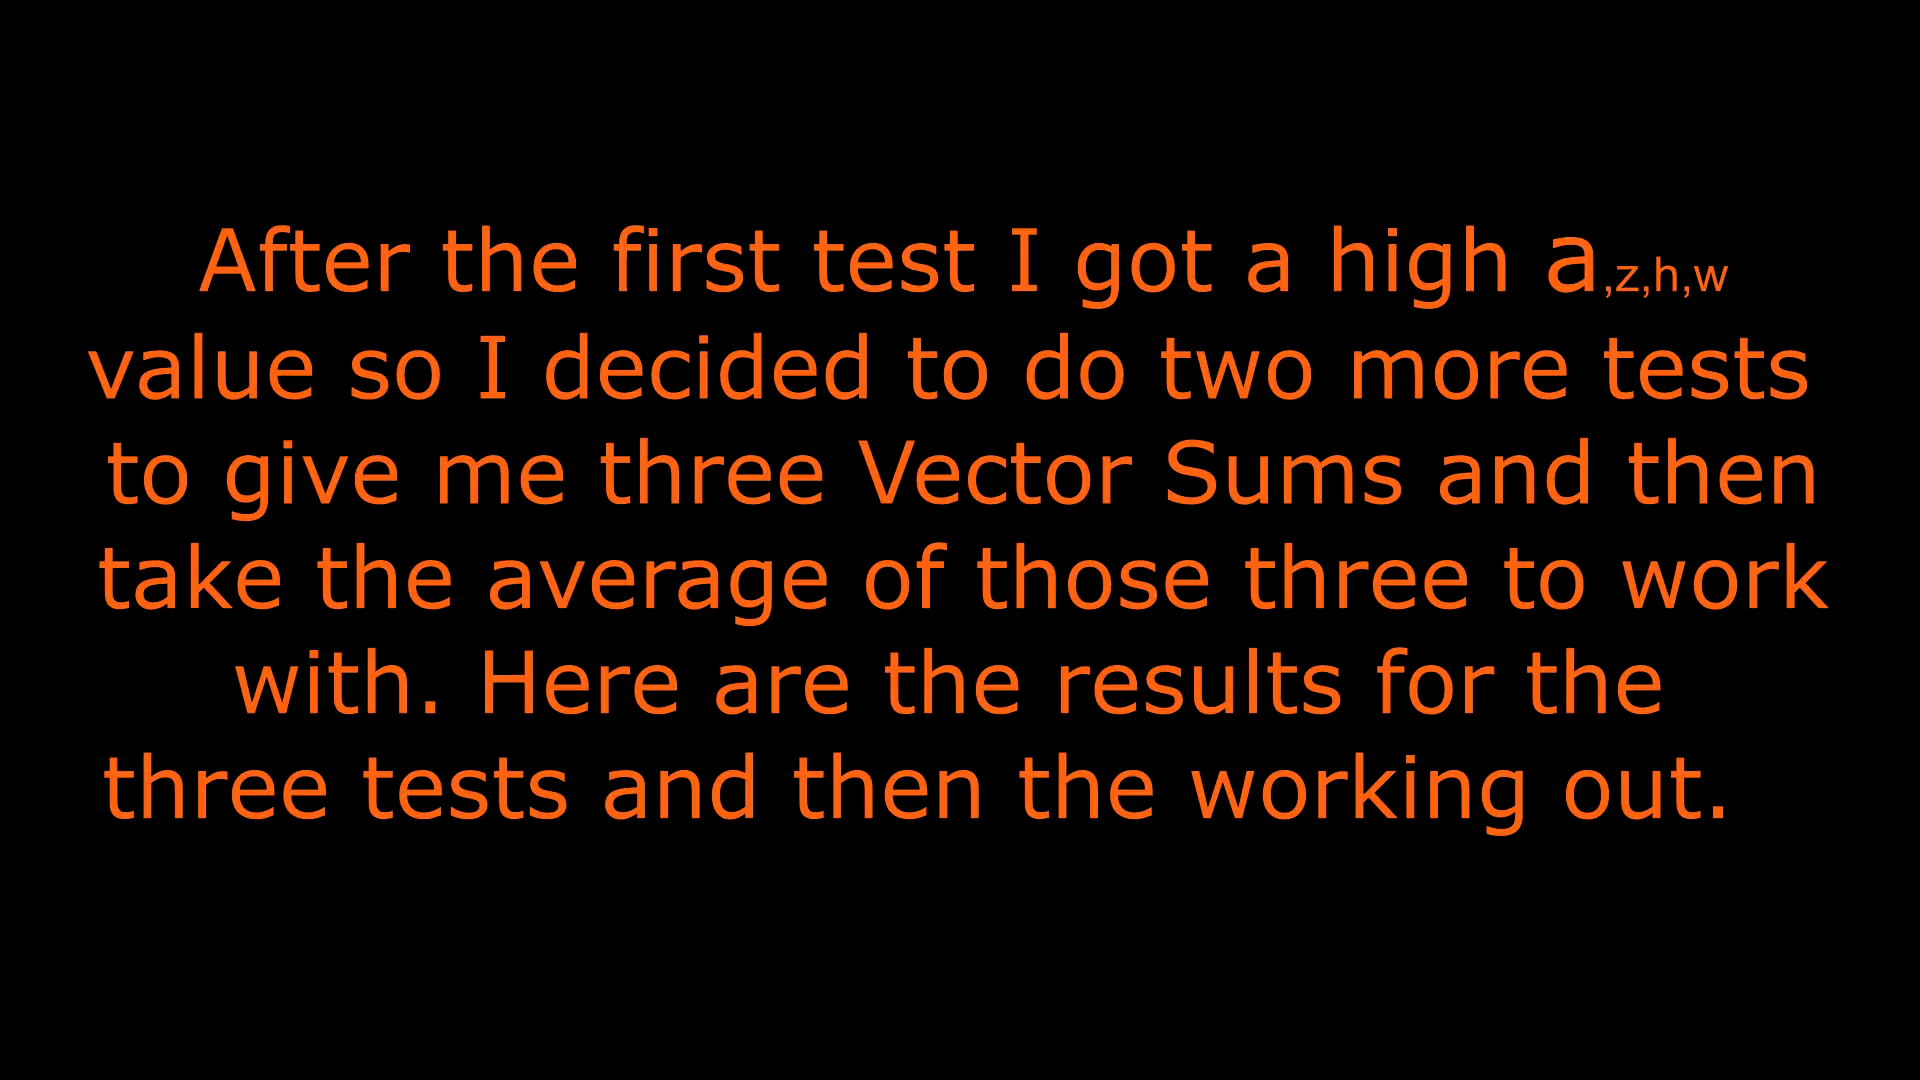 After the first test I got a high a,z,h,w
value so I decided to do two more tests
to give me three Vector Sums and then
take the average of those three to work
with. Here are the results for the
three tests and then the working out.